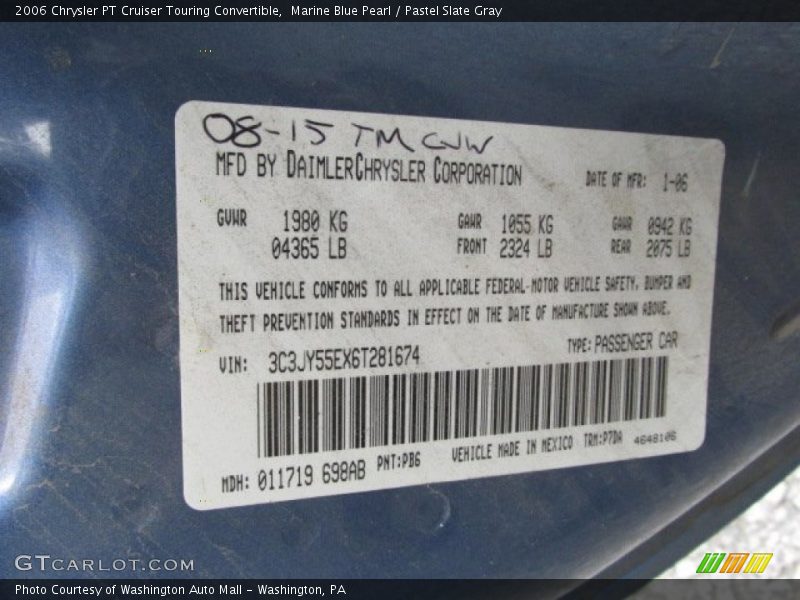 2006 Chrysler PT Cruiser Touring Convertible,  Marine Blue Pearl / Pastel Slate Gray
08-15 TM GJW
MFD BY DAIMLERCHRYSLER CORPORATION DATE OF MFR: 1-06
GVWR 1980 KG GAWR 1055 KG GAWR 0942 KG
04365 LB FRONT 2324 LB REAR 2075 LB
THIS VEHICLE CONFORMS TO ALL APPLICABLE FEDERAL-MOTOR VEHICLE SAFETY, BUMPER AND
THEFT PREVENTION STANDARDS IN EFFECT ON THE DATE OF MANUFACTURE SHOWN ABOVE.
VIN: 3C3JY55EX6T281674 TYPE: PASSENGER CAR
MDH: 011719 698AB PNT:PB6 VEHICLE MADE IN MEXICO TRM:P7DA 4648106
GTCARLOT.COM
Photo Courtesy of Washington Auto Mall - Washington, PA